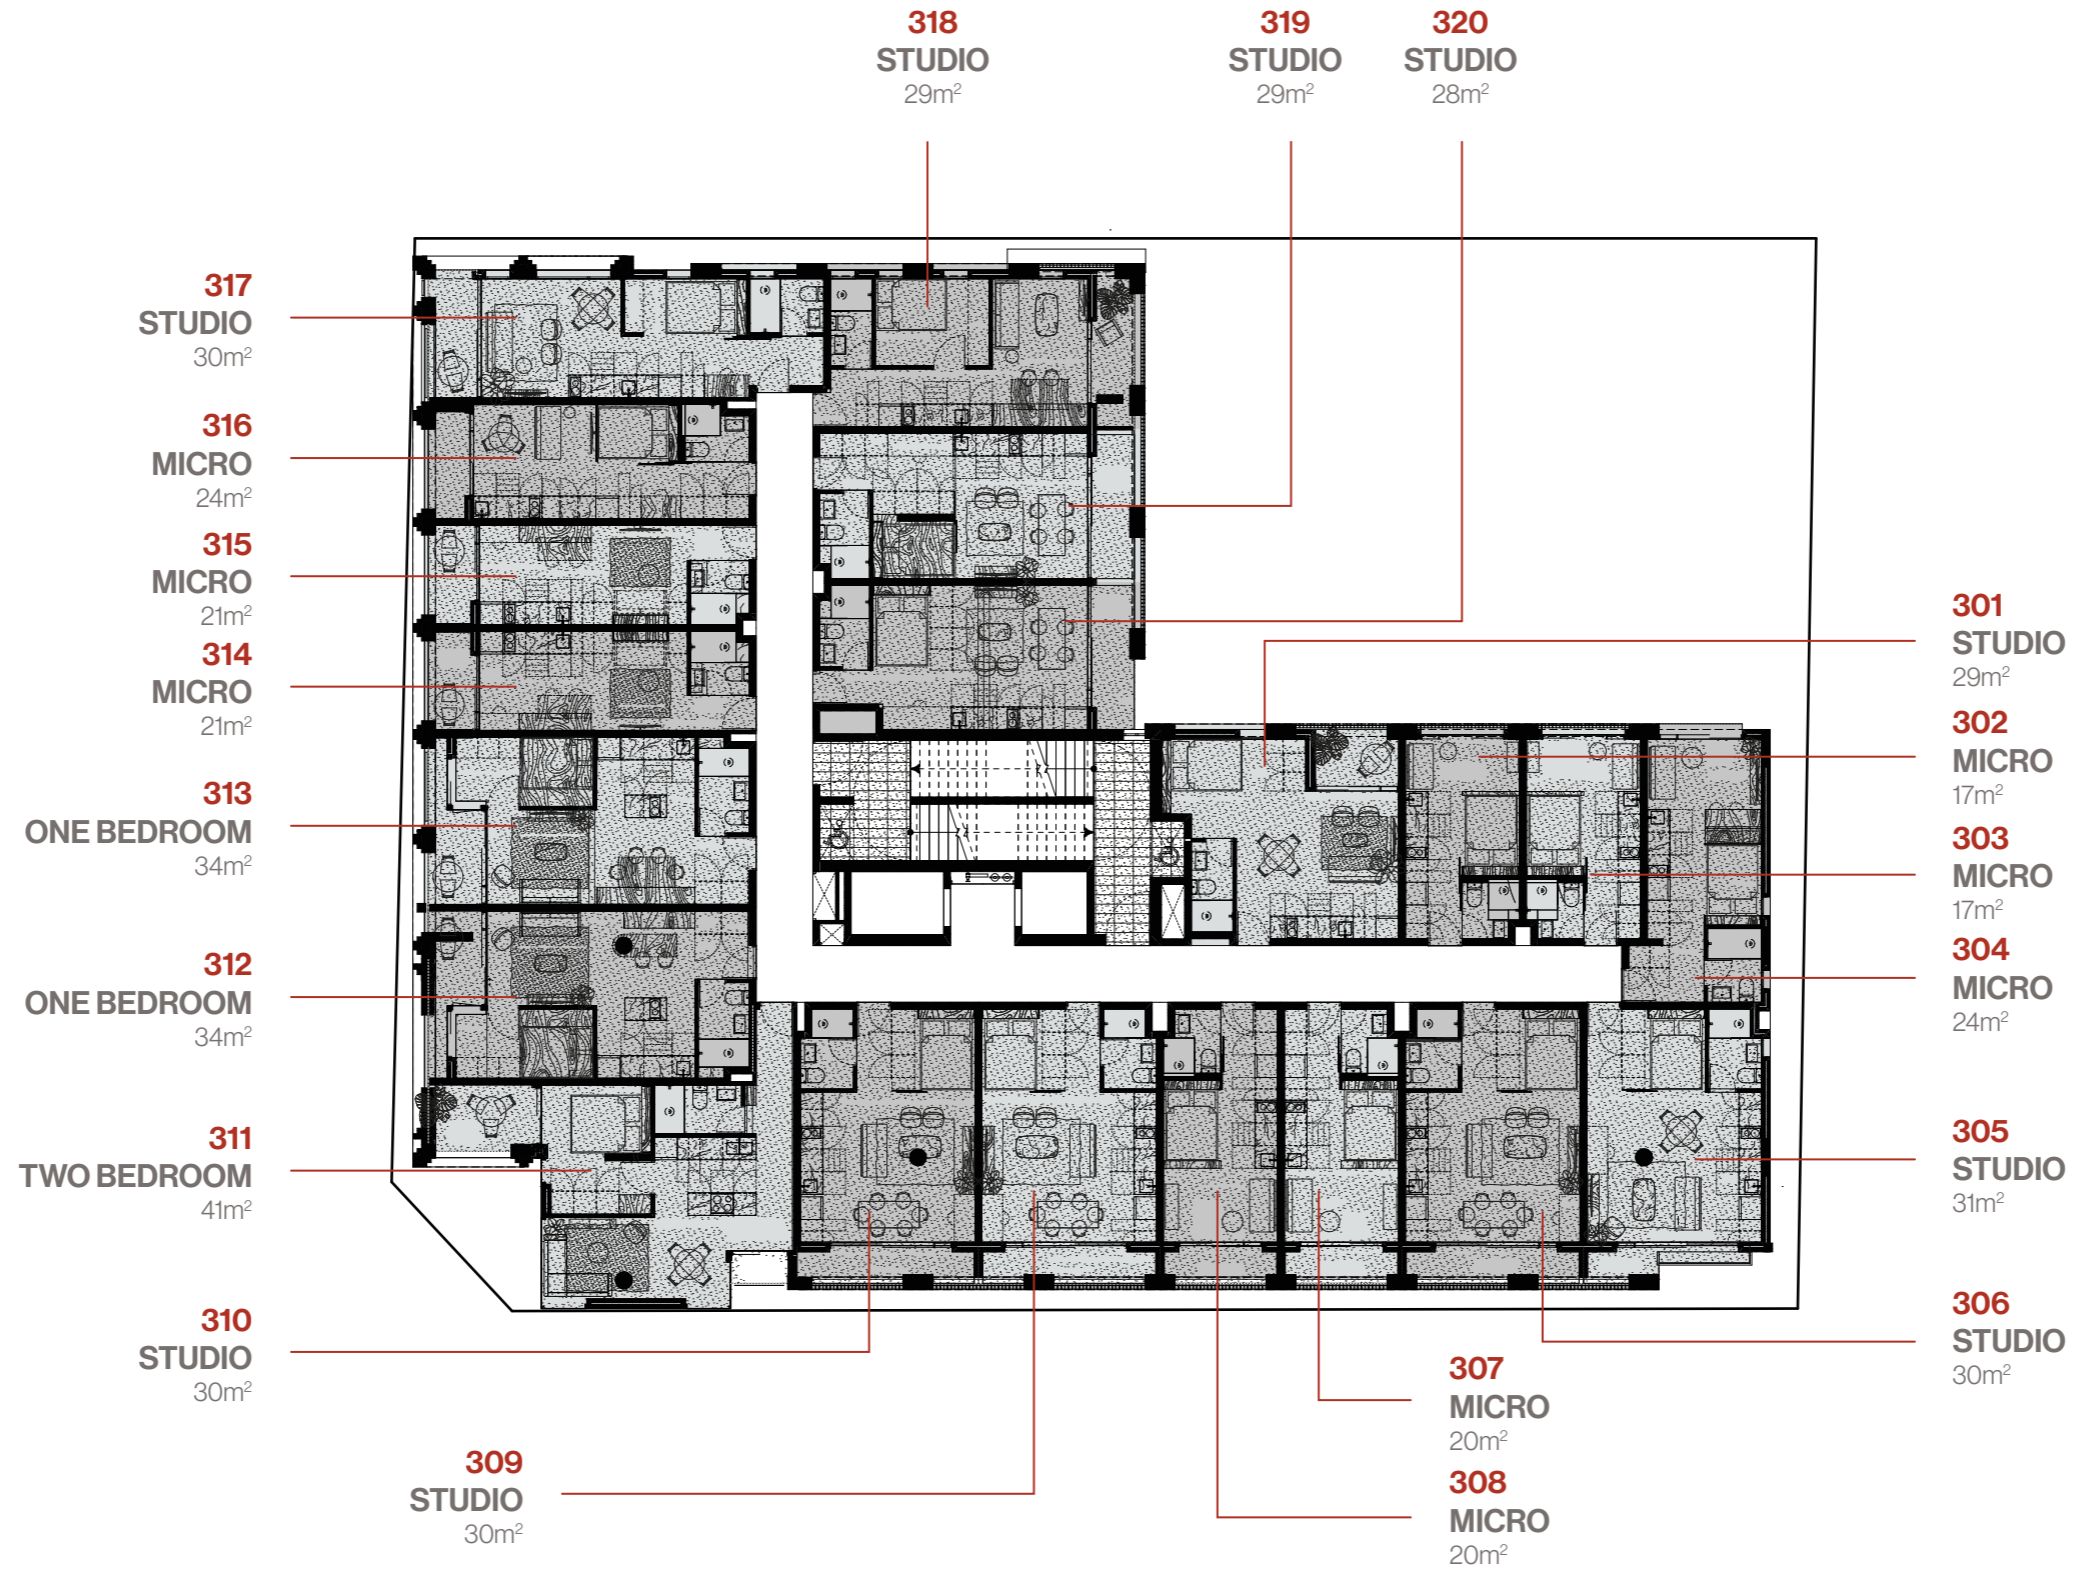 318
STUDIO
29m²
319
STUDIO
29m²
320
STUDIO
28m²
317
STUDIO
30m²
316
MICRO
24m²
315
MICRO
21m²
314
MICRO
21m²
313
ONE BEDROOM
34m²
312
ONE BEDROOM
34m²
311
TWO BEDROOM
41m²
310
STUDIO
30m²
309
STUDIO
30m²
301
STUDIO
29m²
302
MICRO
17m²
303
MICRO
17m²
304
MICRO
24m²
305
STUDIO
31m²
306
STUDIO
30m²
307
MICRO
20m²
308
MICRO
20m²